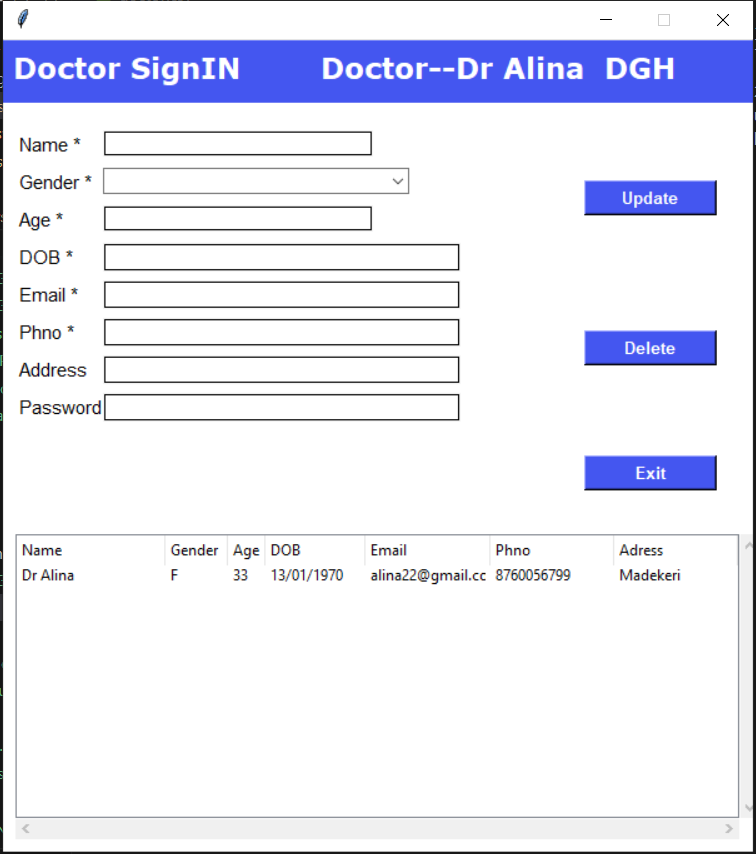 Doctor SignIN Doctor--Dr Alina DGH
Name *
Gender *
Age *
DOB *
Email *
Phno *
Address
Password
Update
Delete
Exit
Name Gender Age DOB Email Phno Adress
Dr Alina F 33 13/01/1970 alina22@gmail.cc 8760056799 Madekeri